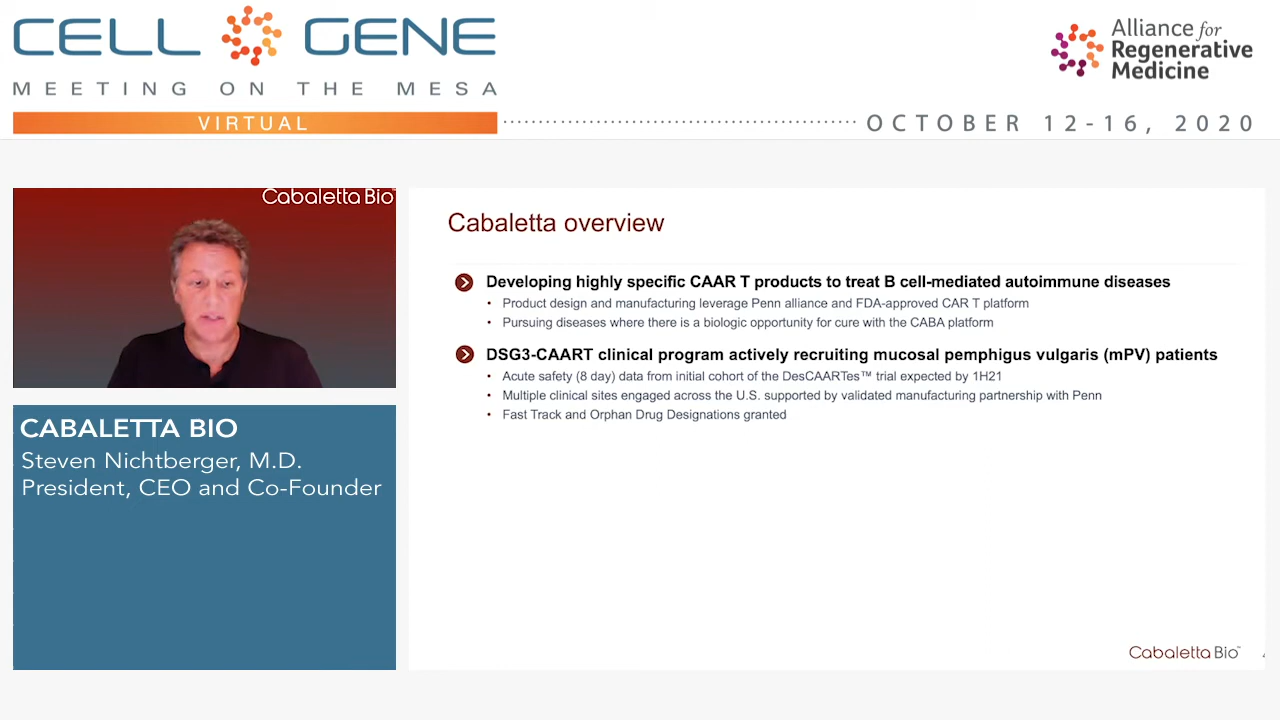 CELL GENE
MEETING ON THE MESA
VIRTUAL
Alliance for
Regenerative
Medicine
OCTOBER 12-16, 2020
Cabaletta Bio
CABALETTA BIO
Steven Nichtberger, M.D.
President, CEO and Co-Founder
Cabaletta overview
Developing highly specific CAAR T products to treat B cell-mediated autoimmune diseases
• Product design and manufacturing leverage Penn alliance and FDA-approved CAR T platform
• Pursuing diseases where there is a biologic opportunity for cure with the CABA platform
DSG3-CAART clinical program actively recruiting mucosal pemphigus vulgaris (mPV) patients
• Acute safety (8 day) data from initial cohort of the DesCAARTes™ trial expected by 1H21
• Multiple clinical sites engaged across the U.S. supported by validated manufacturing partnership with Penn
• Fast Track and Orphan Drug Designations granted
Cabaletta Bio™